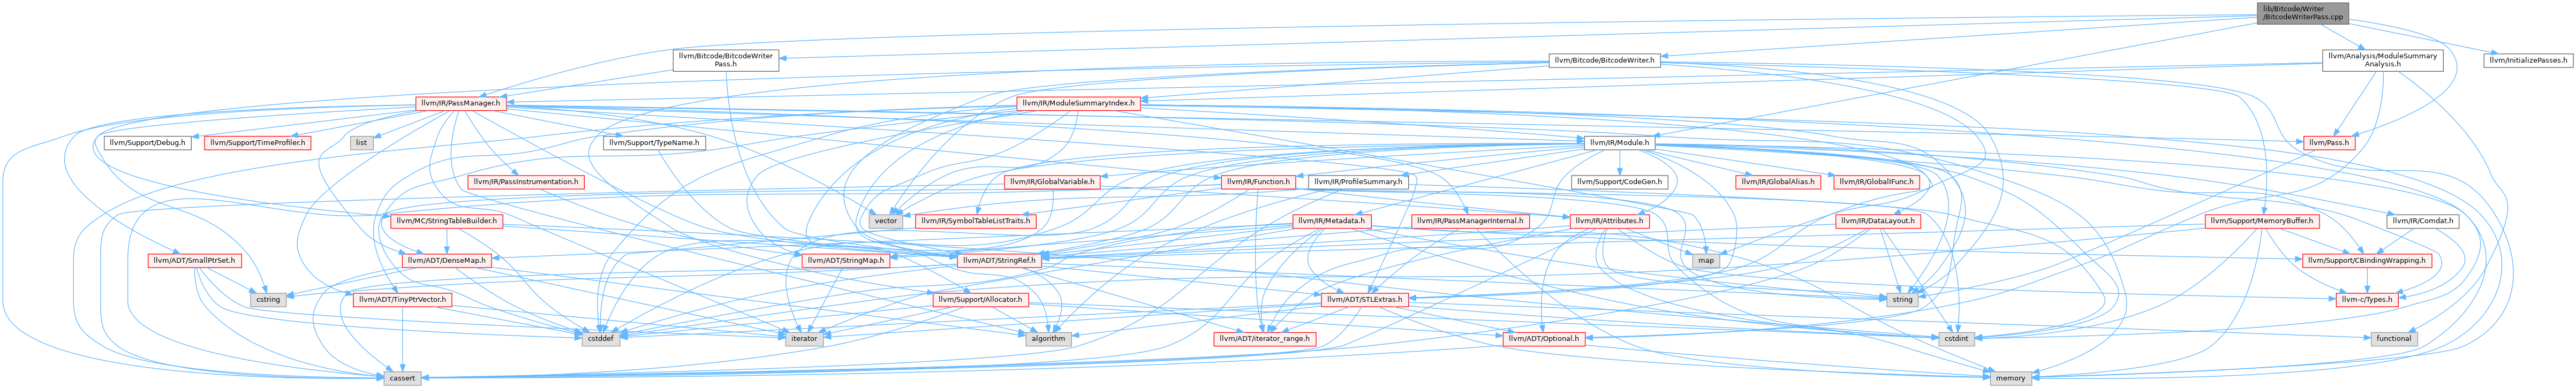 lib/Bitcode/Writer
/BitcodeWriterPass.cpp
llvm/Bitcode/BitcodeWriter
Pass.h
llvm/Bitcode/BitcodeWriter.h
llvm/Analysis/ModuleSummary
Analysis.h
llvm/InitializePasses.h
llvm/IR/PassManager.h
llvm/IR/ModuleSummaryIndex.h
llvm/Support/Debug.h
llvm/Support/TimeProfiler.h
list
llvm/Support/TypeName.h
llvm/IR/Module.h
llvm/Pass.h
llvm/IR/PassInstrumentation.h
llvm/IR/GlobalVariable.h
llvm/IR/Function.h
llvm/IR/ProfileSummary.h
llvm/Support/CodeGen.h
llvm/IR/GlobalAlias.h
llvm/IR/GlobalIFunc.h
llvm/MC/StringTableBuilder.h
vector
llvm/IR/SymbolTableListTraits.h
llvm/IR/Metadata.h
llvm/IR/PassManagerInternal.h
llvm/IR/Attributes.h
llvm/IR/DataLayout.h
llvm/Support/MemoryBuffer.h
llvm/IR/Comdat.h
llvm/ADT/SmallPtrSet.h
llvm/ADT/DenseMap.h
llvm/ADT/StringMap.h
llvm/ADT/StringRef.h
map
llvm/Support/CBindingWrapping.h
cstring
llvm/ADT/TinyPtrVector.h
llvm/Support/Allocator.h
llvm/ADT/STLExtras.h
string
llvm-c/Types.h
cstddef
iterator
algorithm
llvm/ADT/iterator_range.h
llvm/ADT/Optional.h
cstdint
functional
cassert
memory